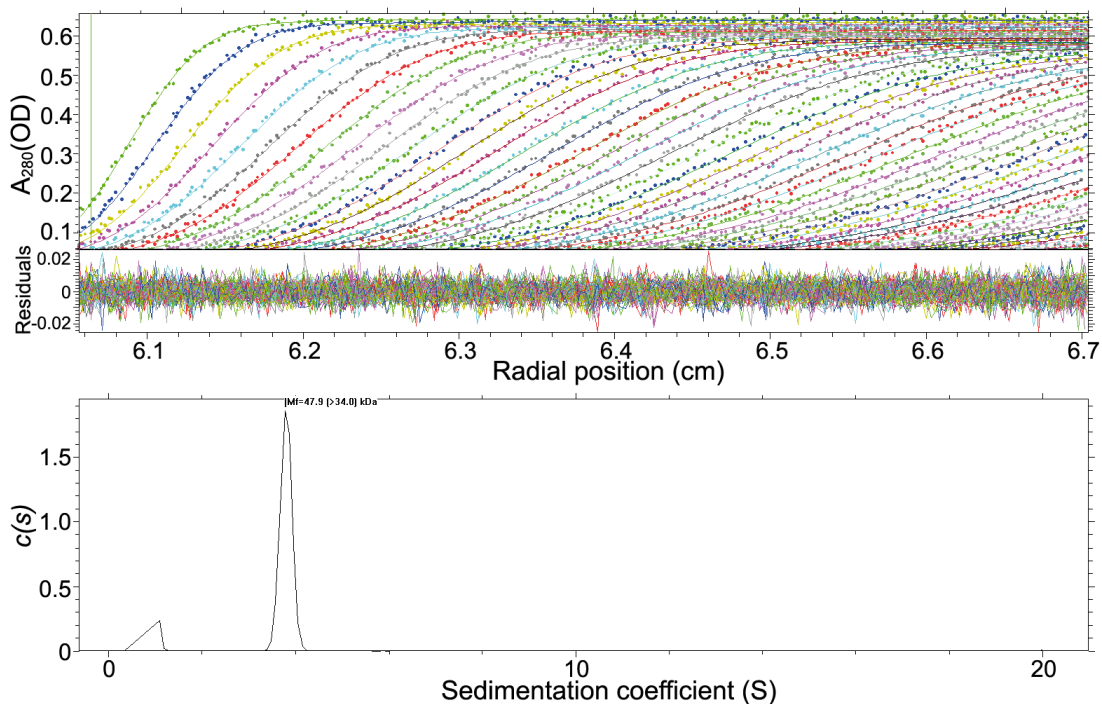 0.6
0.5
0.4
0.3
0.2
0.1
A280(OD)
0.02
0
-0.02
Residuals
6.1 6.2 6.3 6.4 6.5 6.6 6.7
Radial position (cm)
Mf=47.9 (>34.0) kDa
1.5
1.0
0.5
0
c(s)
0 10 20
Sedimentation coefficient (S)